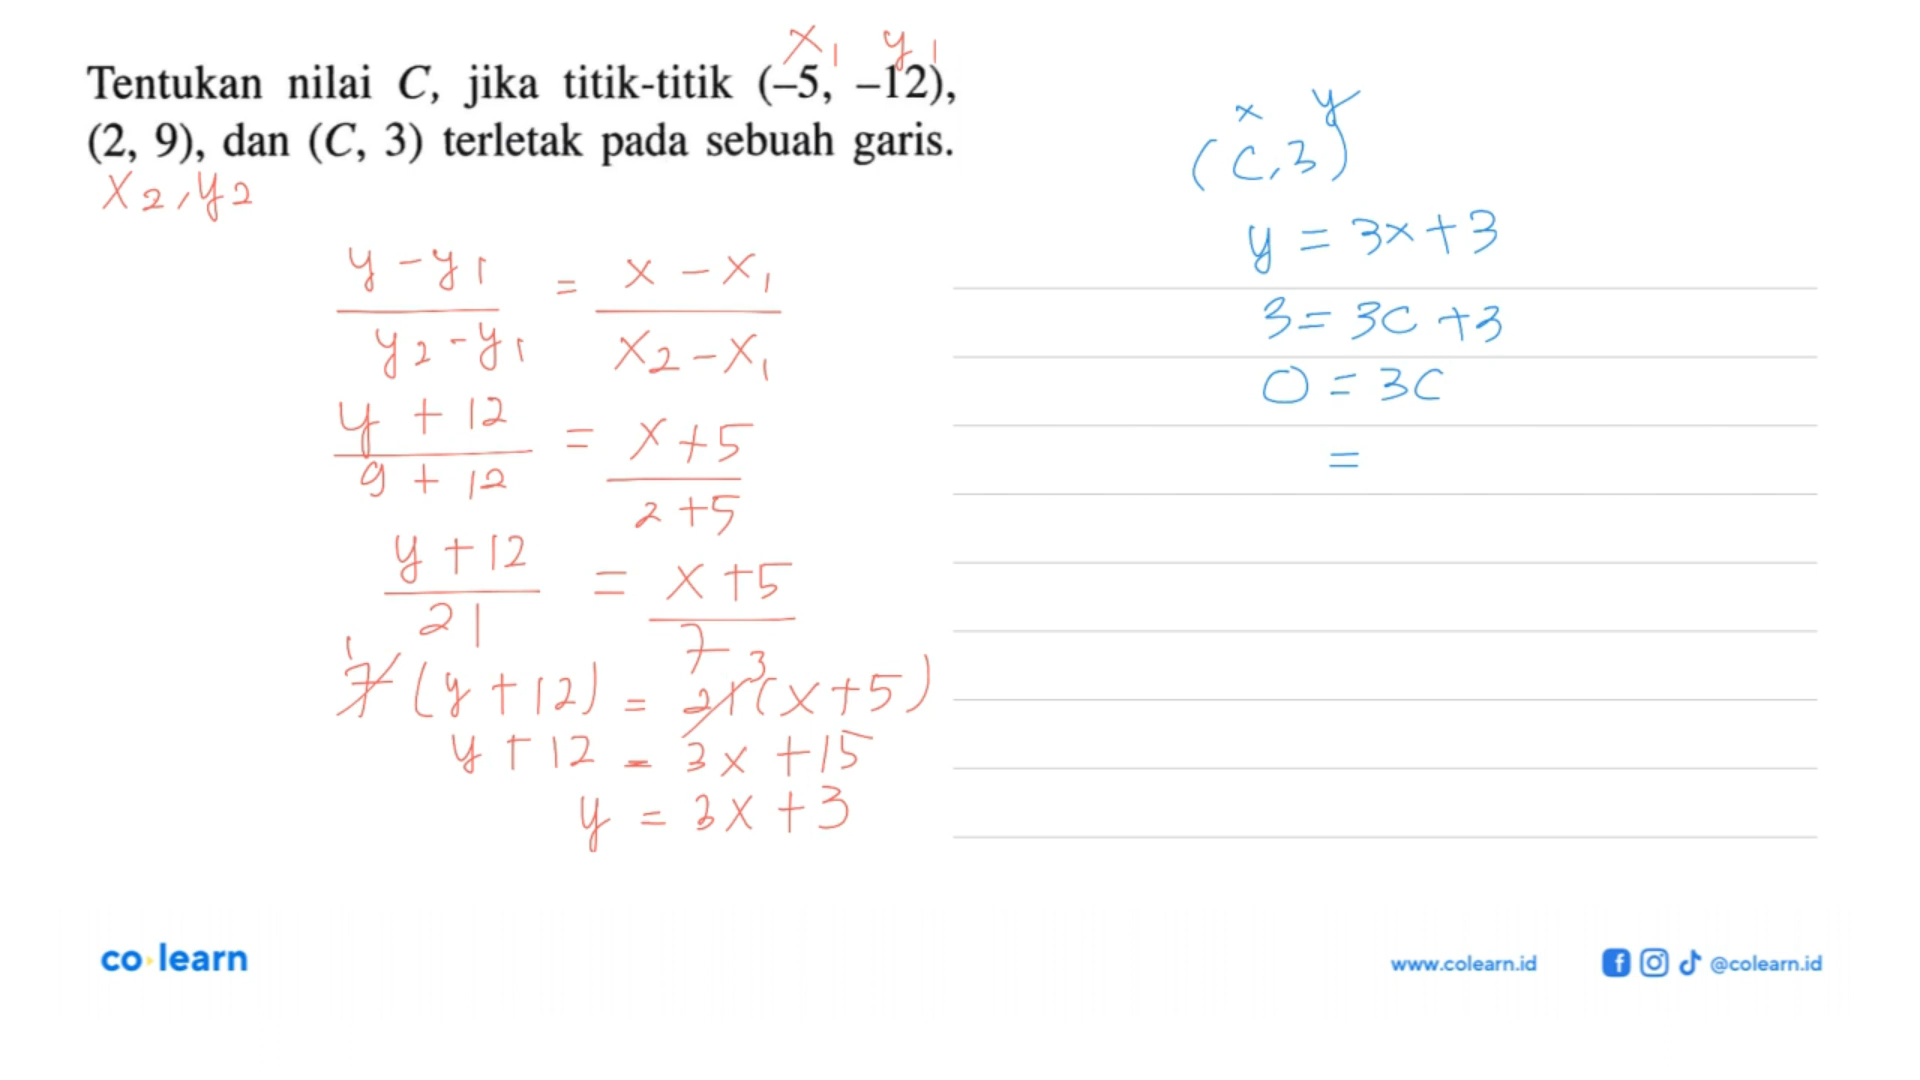 x₁ y₁
Tentukan nilai C, jika titik-titik (–5, –12),
(2, 9), dan (C, 3) terletak pada sebuah garis.
x₂, y₂
y - y₁ / y₂ - y₁ = x - x₁ / x₂ - x₁
y + 12 / 9 + 12 = x + 5 / 2 + 5
y + 12 / 21 = x + 5 / 7
1 3
7 (y + 12) = 21 (x + 5)
y + 12 = 3x + 15
y = 3x + 3
x y
(C, 3)
y = 3x + 3
3 = 3C + 3
0 = 3C
=
co learn
www.colearn.id
@colearn.id